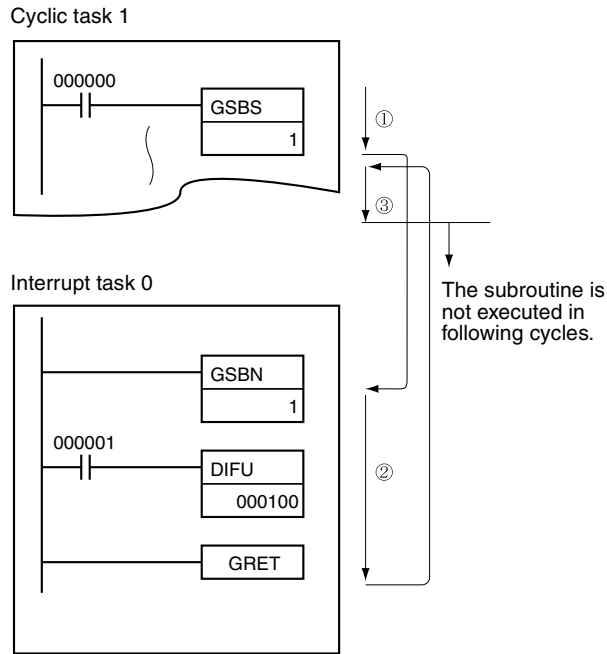 Cyclic task 1
000000
GSBS
1
①
③
The subroutine is
not executed in
following cycles.
Interrupt task 0
GSBN
1
000001
DIFU
000100
②
GRET